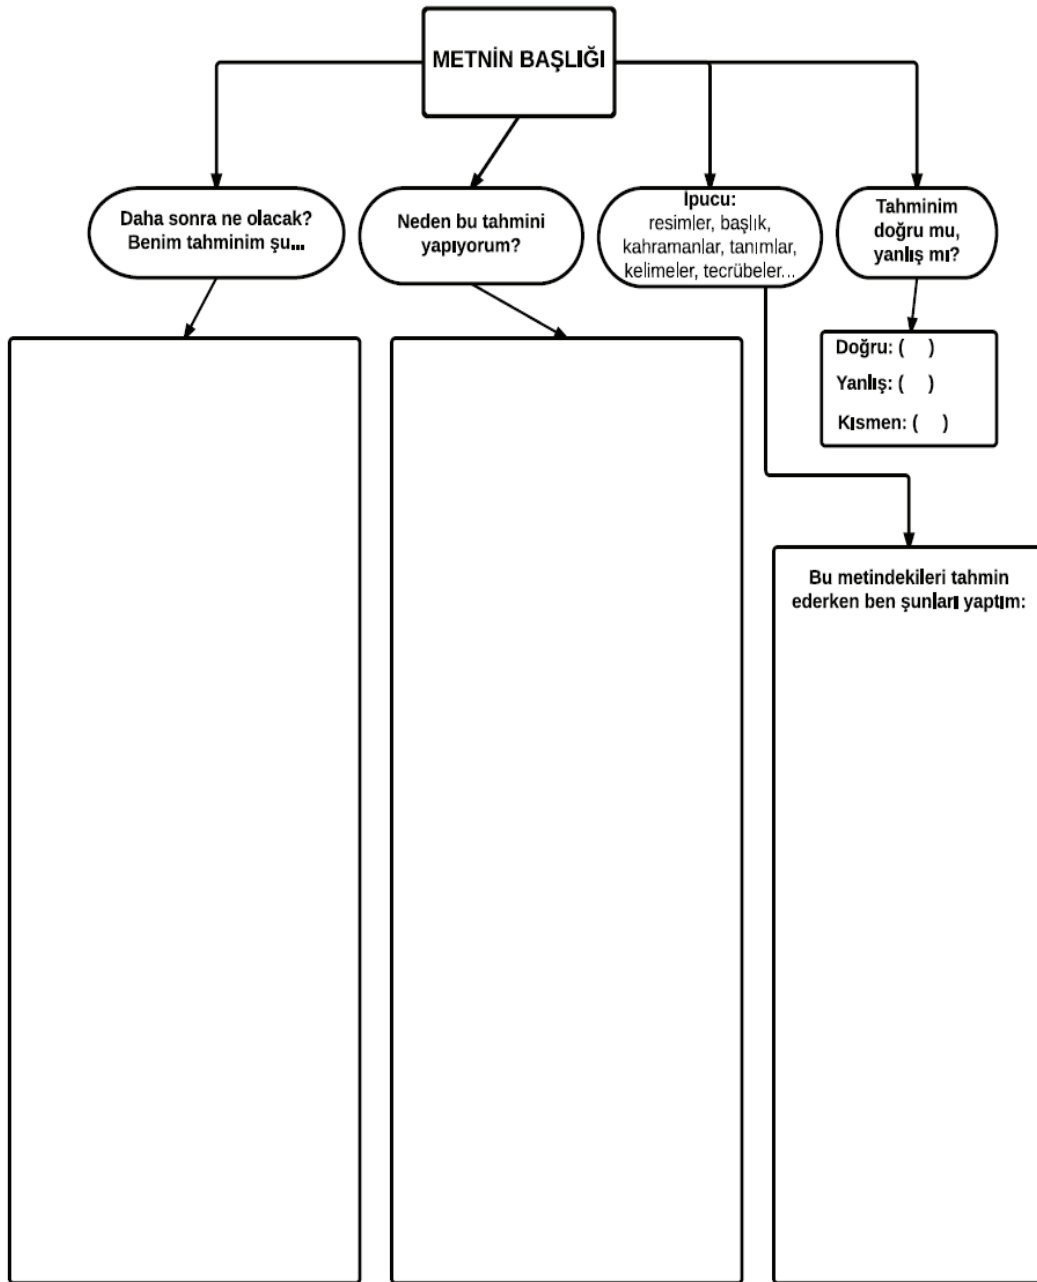 METNİN BAŞLIĞI
Daha sonra ne olacak?
Benim tahminim şu...
Neden bu tahmini
yapıyorum?
İpucu:
resimler, başlık,
kahramanlar, tanımlar,
kelimeler, tecrübeler...
Tahminim
doğru mu,
yanlış mı?
Doğru: ( )
Yanlış: ( )
Kısmen: ( )
Bu metindekileri tahmin
ederken ben şunları yaptım: